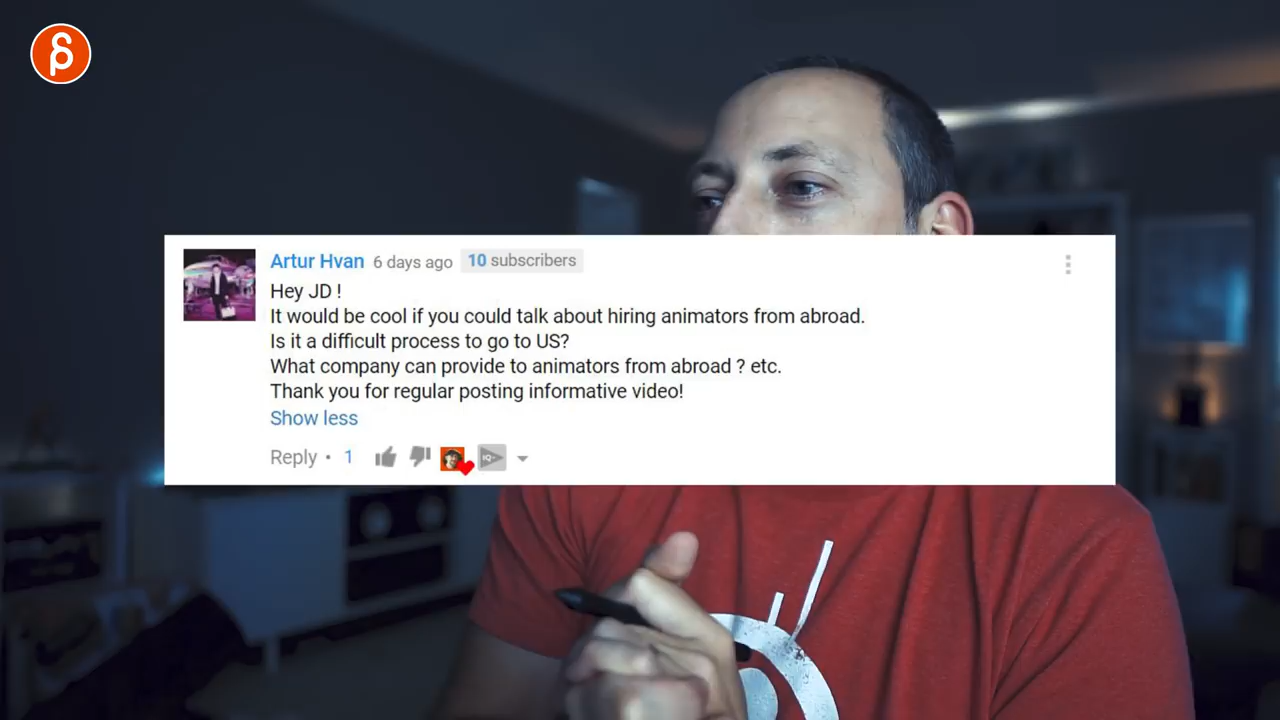 Artur Hvan 6 days ago 10 subscribers
Hey JD !
It would be cool if you could talk about hiring animators from abroad.
Is it a difficult process to go to US?
What company can provide to animators from abroad ? etc.
Thank you for regular posting informative video!
Show less
Reply • 1
IQ